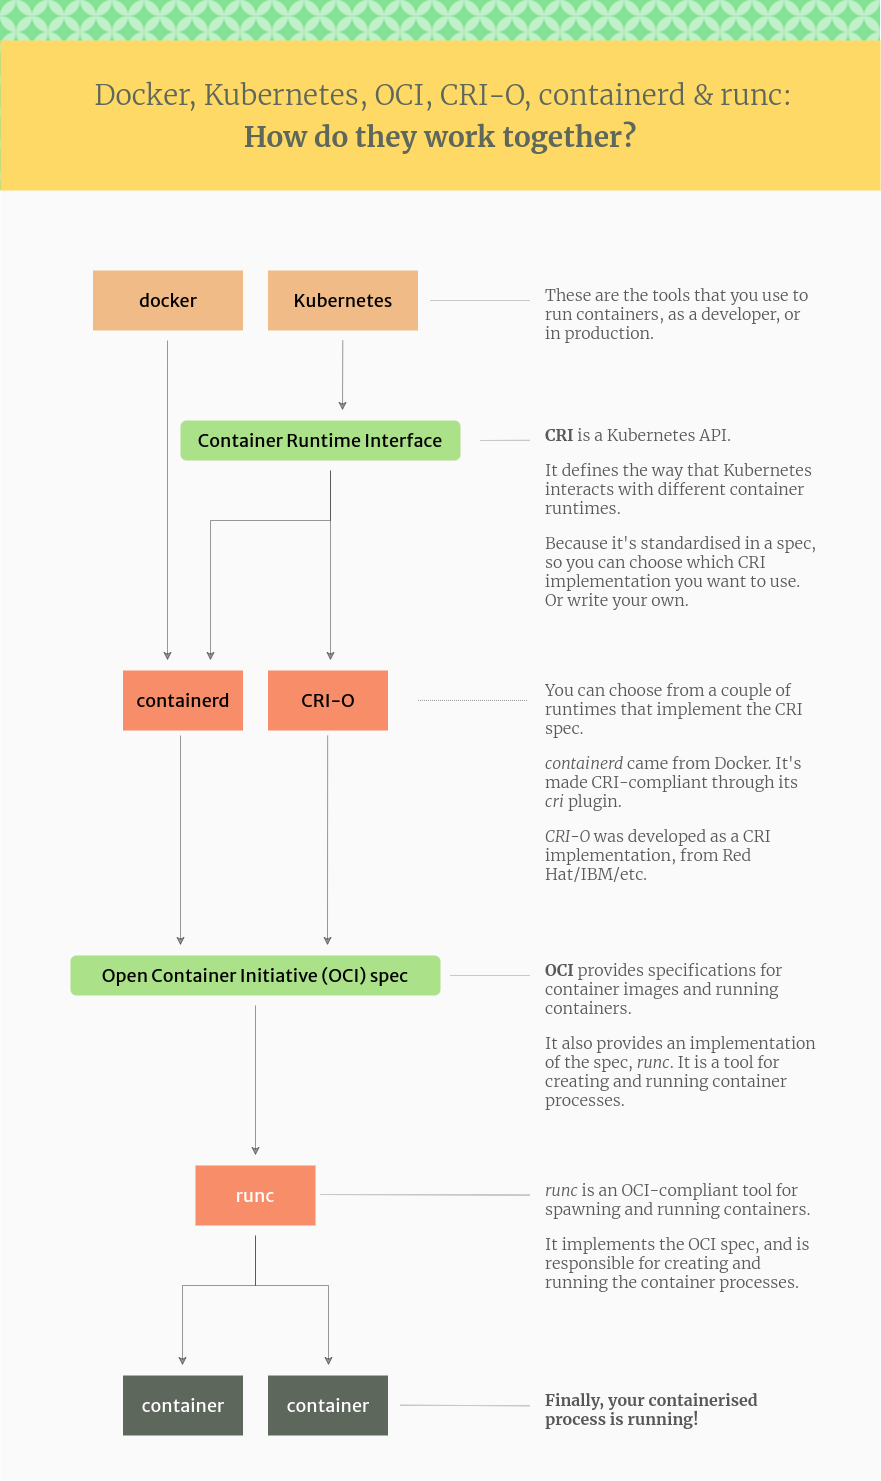 Docker, Kubernetes, OCI, CRI-O, containerd & runc:
How do they work together?
docker
Kubernetes
These are the tools that you use to
run containers, as a developer, or
in production.
Container Runtime Interface
CRI is a Kubernetes API.
It defines the way that Kubernetes
interacts with different container
runtimes.
Because it's standardised in a spec,
so you can choose which CRI
implementation you want to use.
Or write your own.
containerd
CRI-O
You can choose from a couple of
runtimes that implement the CRI
spec.
containerd came from Docker. It's
made CRI-compliant through its
cri plugin.
CRI-O was developed as a CRI
implementation, from Red
Hat/IBM/etc.
Open Container Initiative (OCI) spec
OCI provides specifications for
container images and running
containers.
It also provides an implementation
of the spec, runc. It is a tool for
creating and running container
processes.
runc
runc is an OCI-compliant tool for
spawning and running containers.
It implements the OCI spec, and is
responsible for creating and
running the container processes.
container
container
Finally, your containerised
process is running!